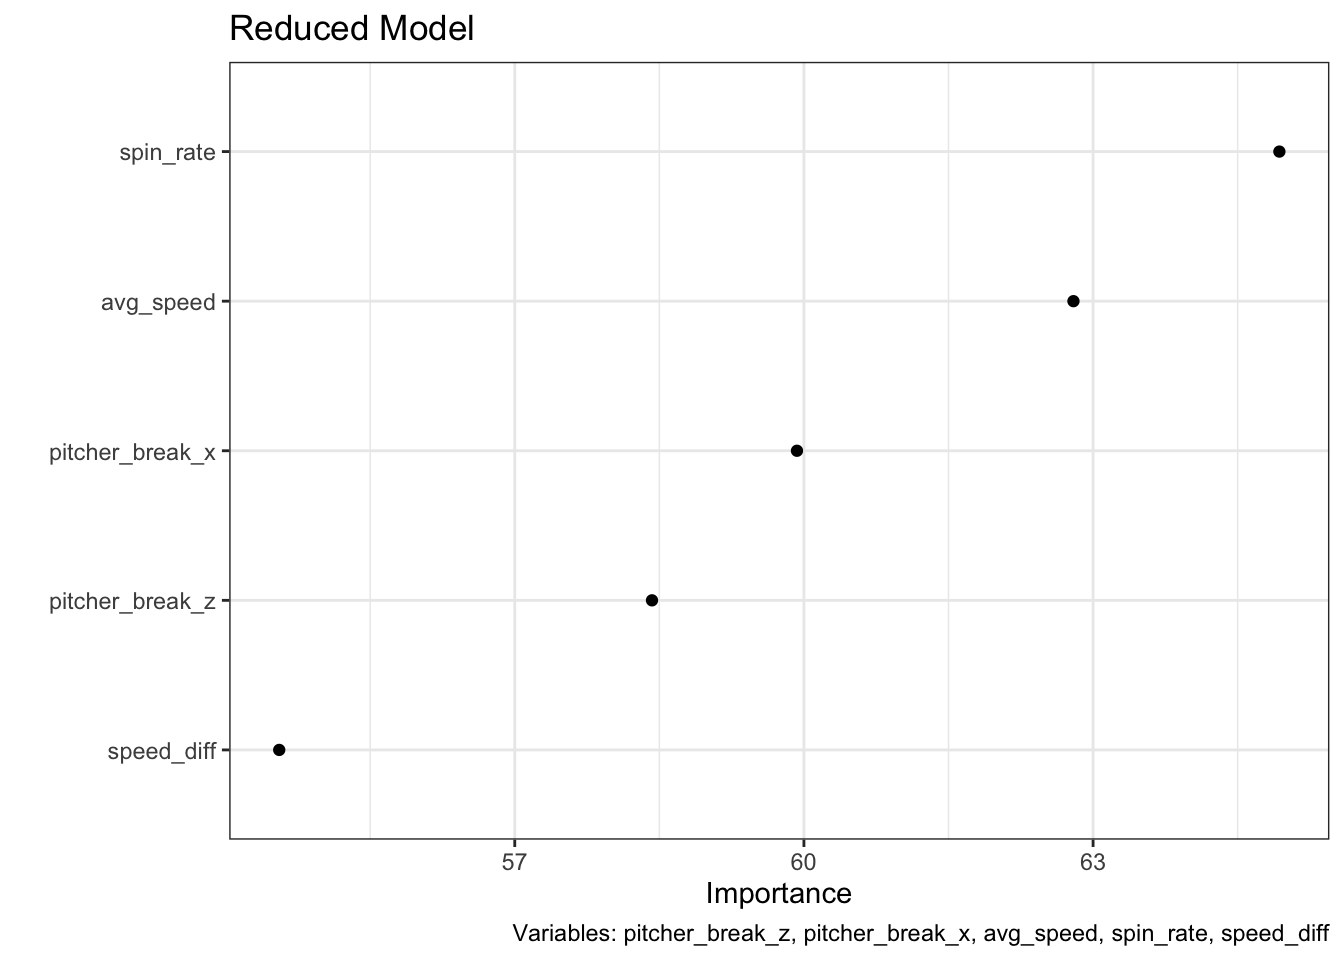 Reduced Model
spin_rate
avg_speed
pitcher_break_x
pitcher_break_z
speed_diff
57 60 63
Importance
Variables: pitcher_break_z, pitcher_break_x, avg_speed, spin_rate, speed_diff